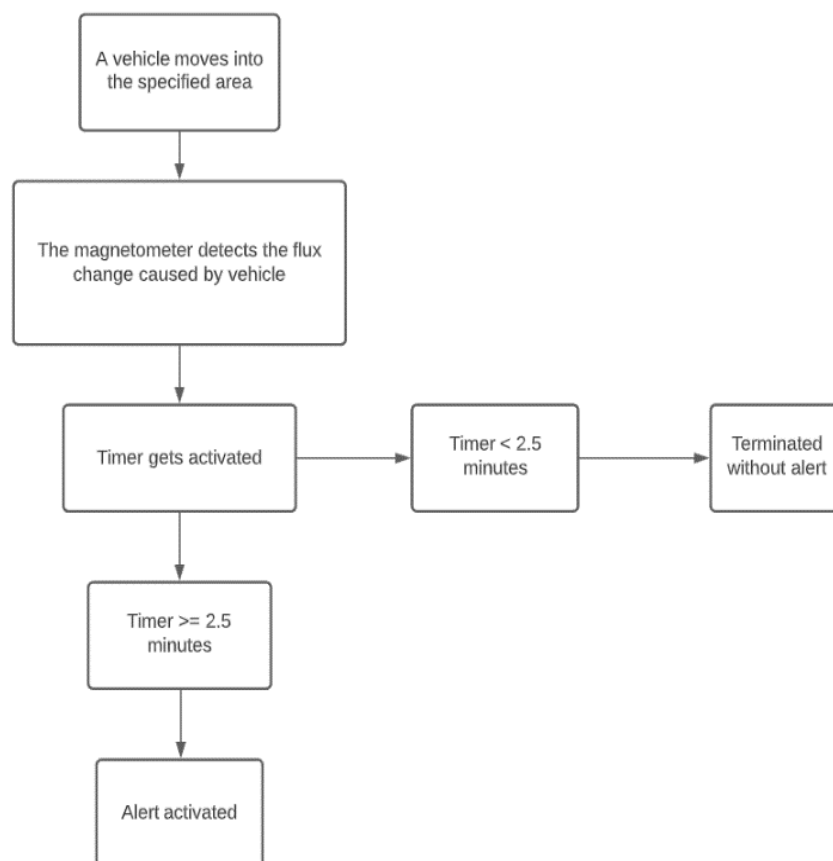 A vehicle moves into
the specified area
The magnetometer detects the flux
change caused by vehicle
Timer gets activated
Timer < 2.5
minutes
Terminated
without alert
Timer >= 2.5
minutes
Alert activated